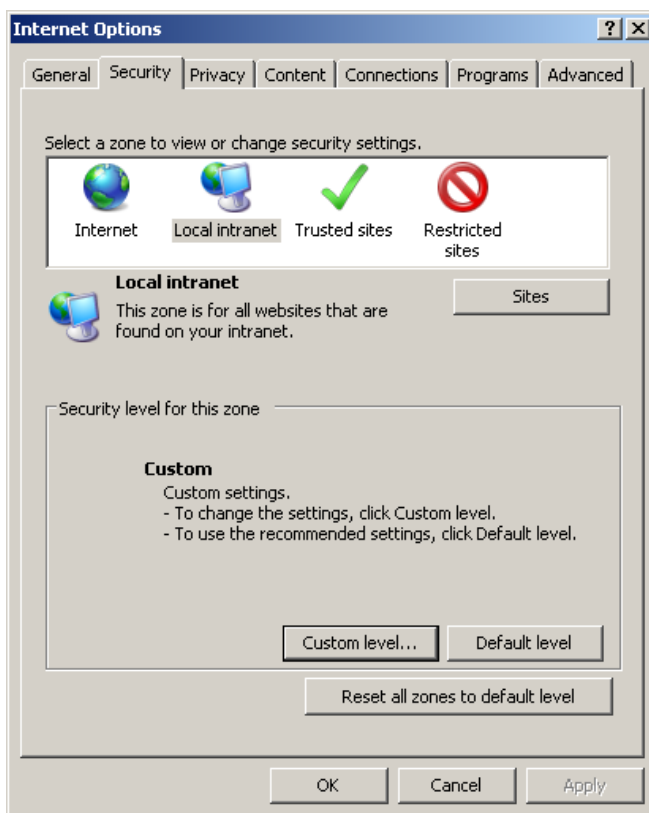 Internet Options
General Security Privacy Content Connections Programs Advanced
Select a zone to view or change security settings.
Internet Local intranet Trusted sites Restricted
sites
Local intranet
This zone is for all websites that are
found on your intranet.
Sites
Security level for this zone
Custom
Custom settings.
- To change the settings, click Custom level.
- To use the recommended settings, click Default level.
Custom level... Default level
Reset all zones to default level
OK Cancel Apply